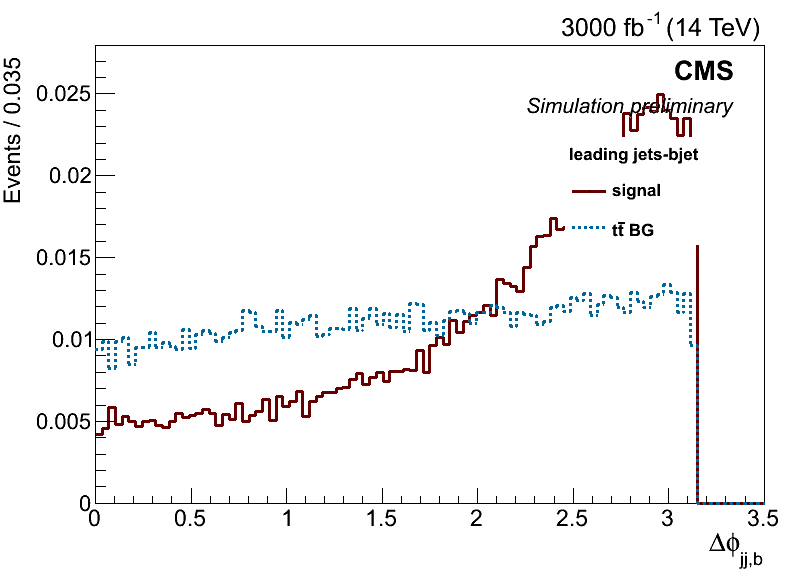 3000 fb⁻¹ (14 TeV)
CMS
Simulation preliminary
leading jets-bjet
signal
tt̄ BG
Events / 0.035
0.025
0.02
0.015
0.01
0.005
0
0 0.5 1 1.5 2 2.5 3 3.5
Δϕjj,b